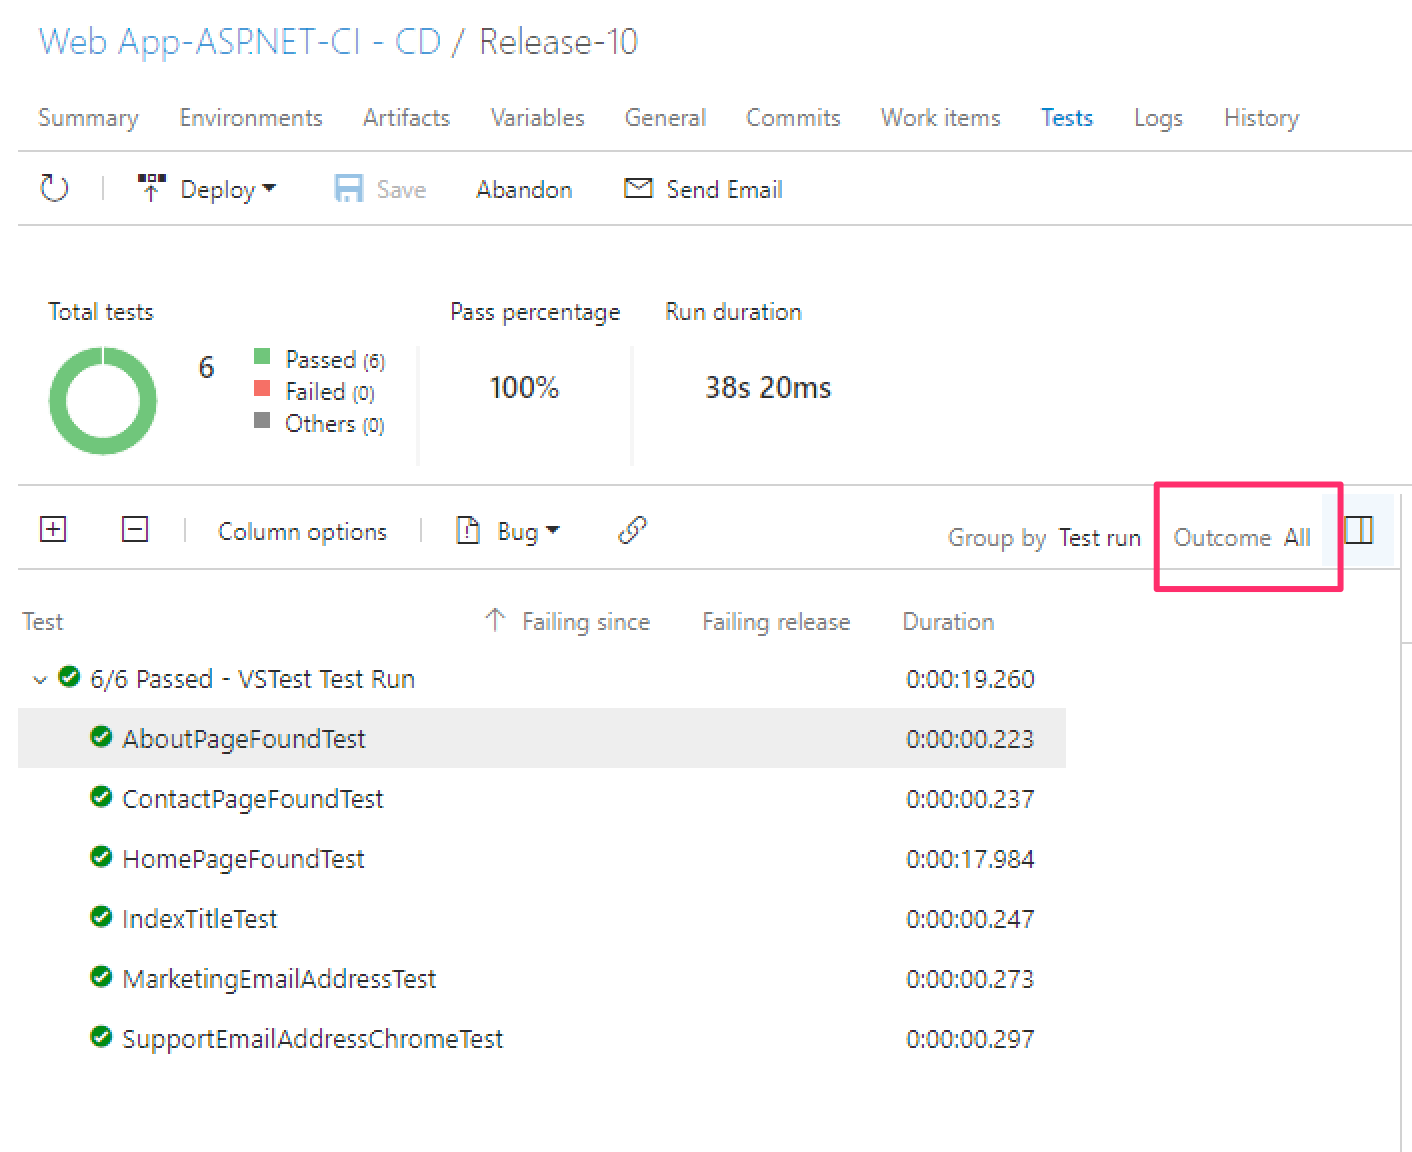 Web App-ASP.NET-CI - CD / Release-10
Summary Environments Artifacts Variables General Commits Work items Tests Logs History
Deploy Save Abandon Send Email
Total tests Pass percentage Run duration
6 Passed (6)
Failed (0)
Others (0)
100% 38s 20ms
Column options Bug Group by Test run Outcome All
Test Failing since Failing release Duration
6/6 Passed - VSTest Test Run 0:00:19.260
AboutPageFoundTest 0:00:00.223
ContactPageFoundTest 0:00:00.237
HomePageFoundTest 0:00:17.984
IndexTitleTest 0:00:00.247
MarketingEmailAddressTest 0:00:00.273
SupportEmailAddressChromeTest 0:00:00.297